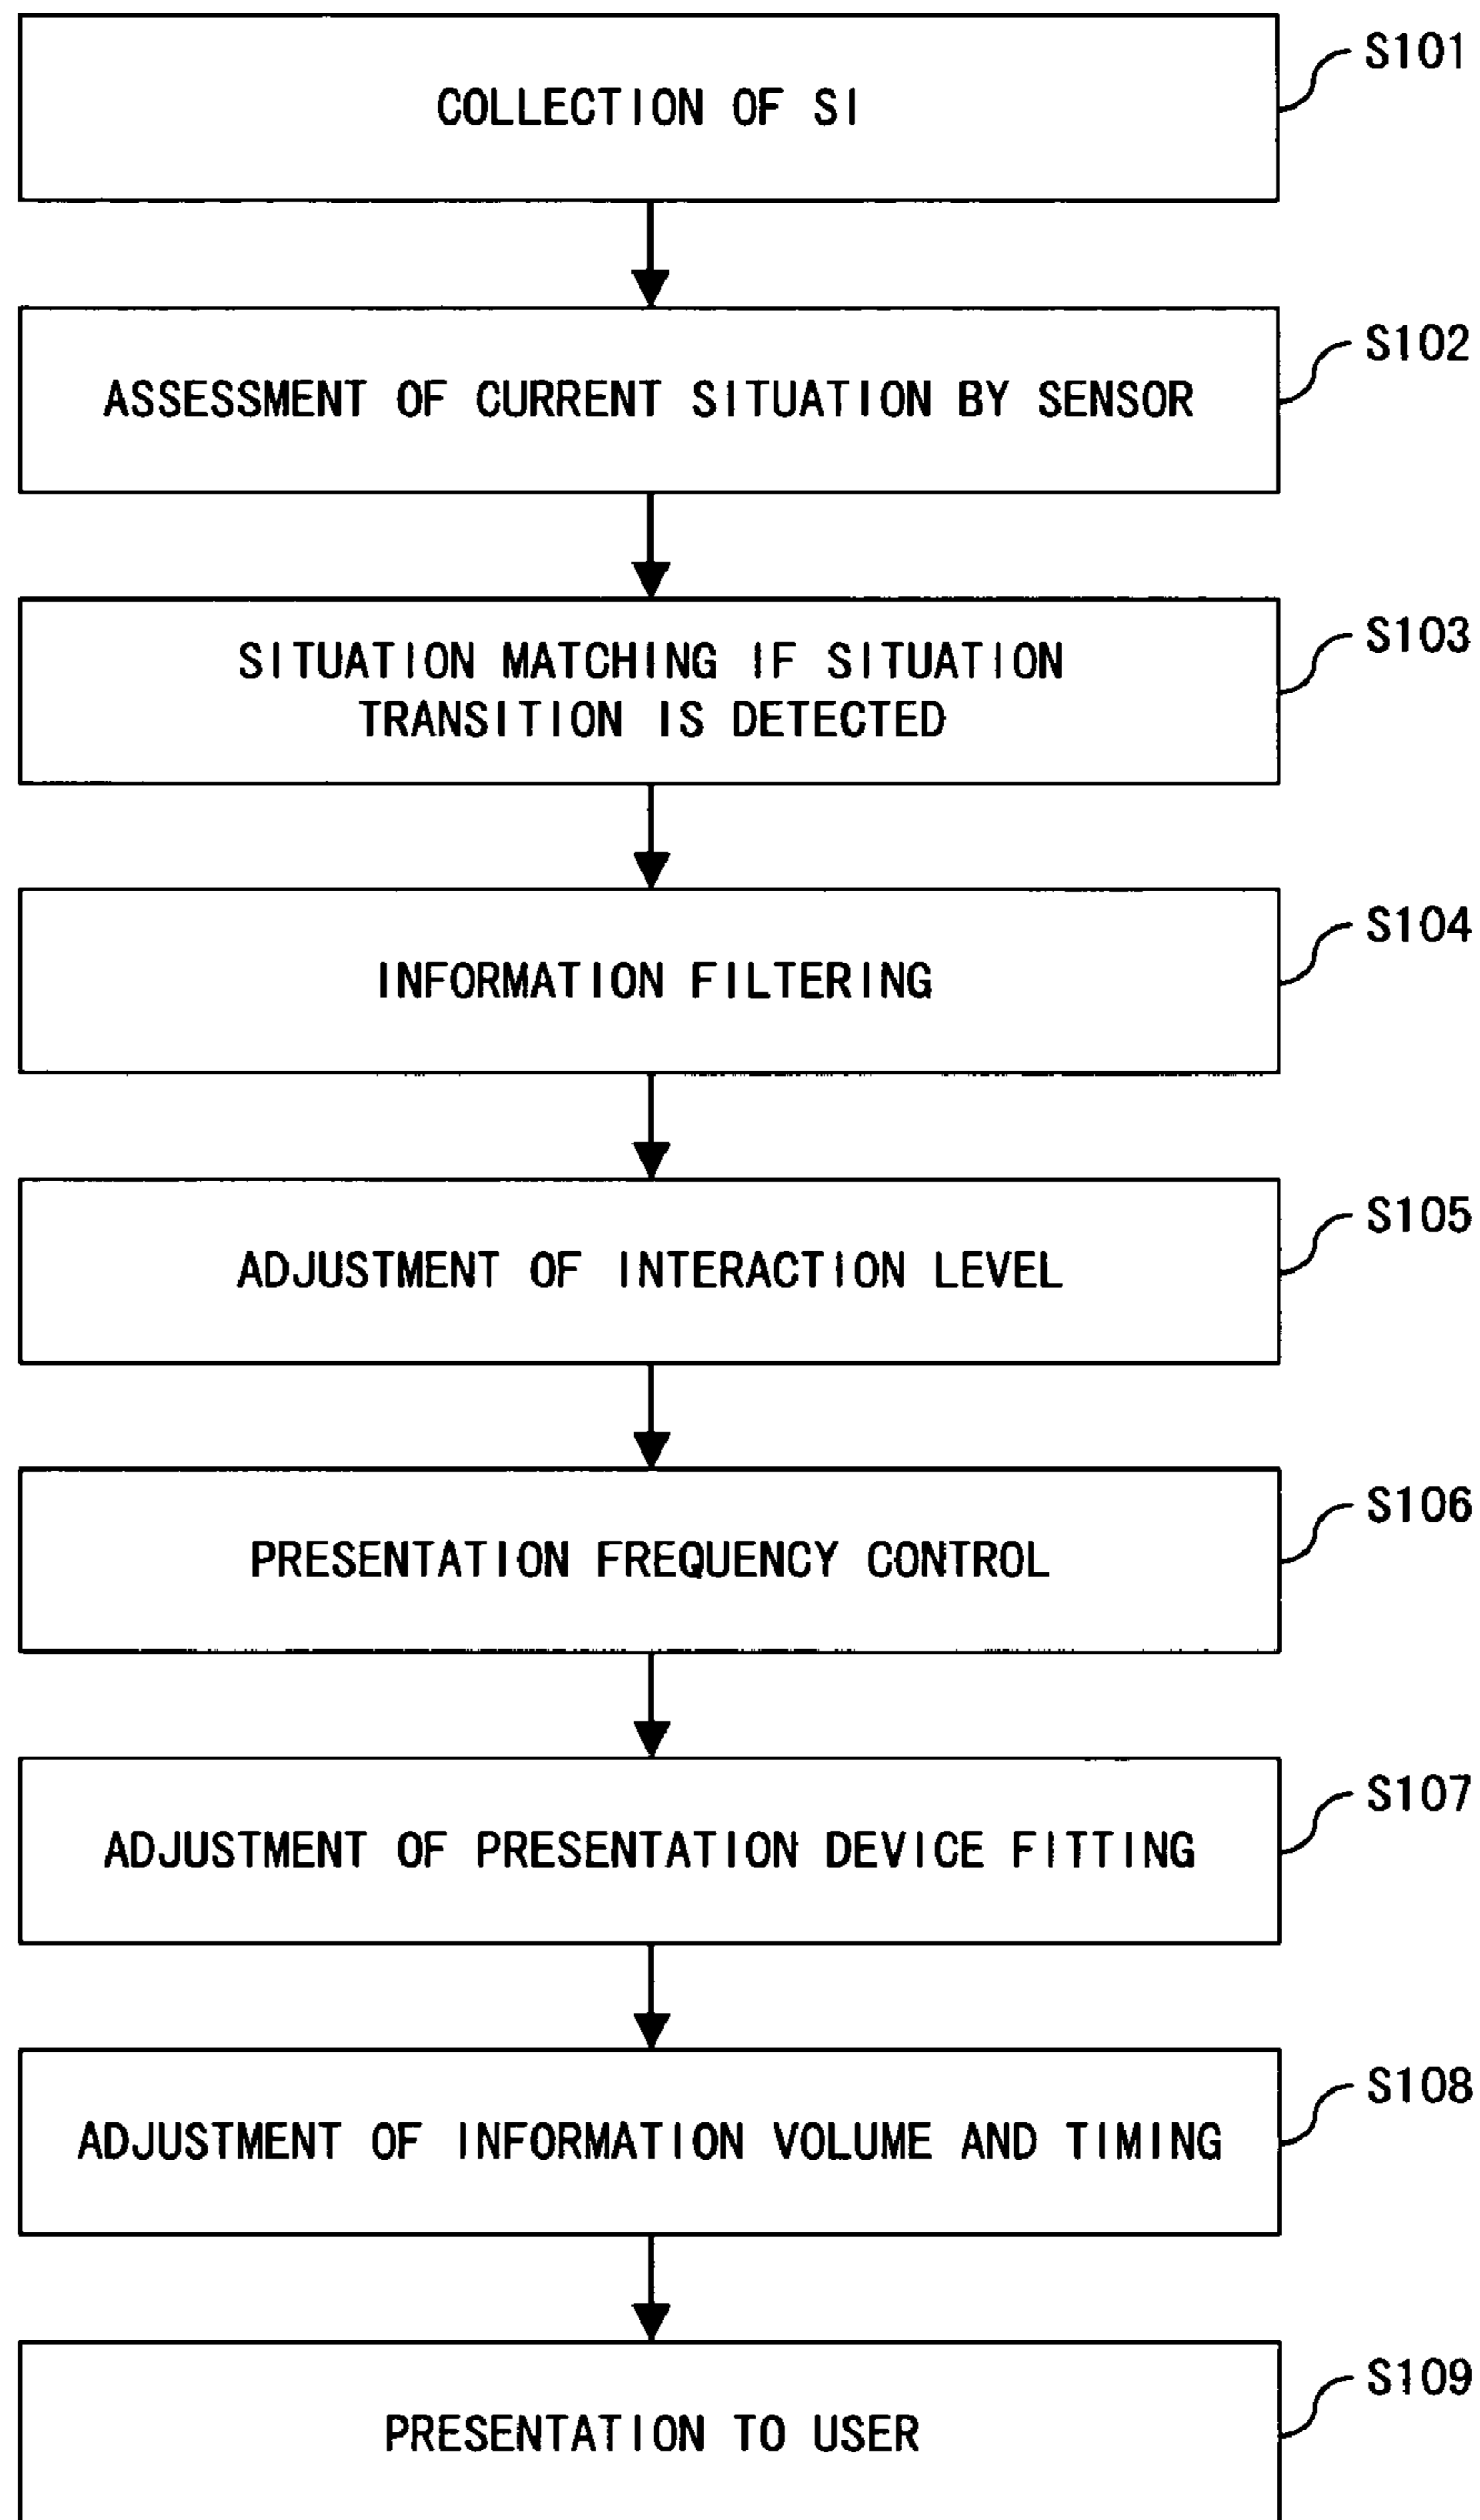 COLLECTION OF SI
S101
ASSESSMENT OF CURRENT SITUATION BY SENSOR
S102
SITUATION MATCHING IF SITUATION
TRANSITION IS DETECTED
S103
INFORMATION FILTERING
S104
ADJUSTMENT OF INTERACTION LEVEL
S105
PRESENTATION FREQUENCY CONTROL
S106
ADJUSTMENT OF PRESENTATION DEVICE FITTING
S107
ADJUSTMENT OF INFORMATION VOLUME AND TIMING
S108
PRESENTATION TO USER
S109